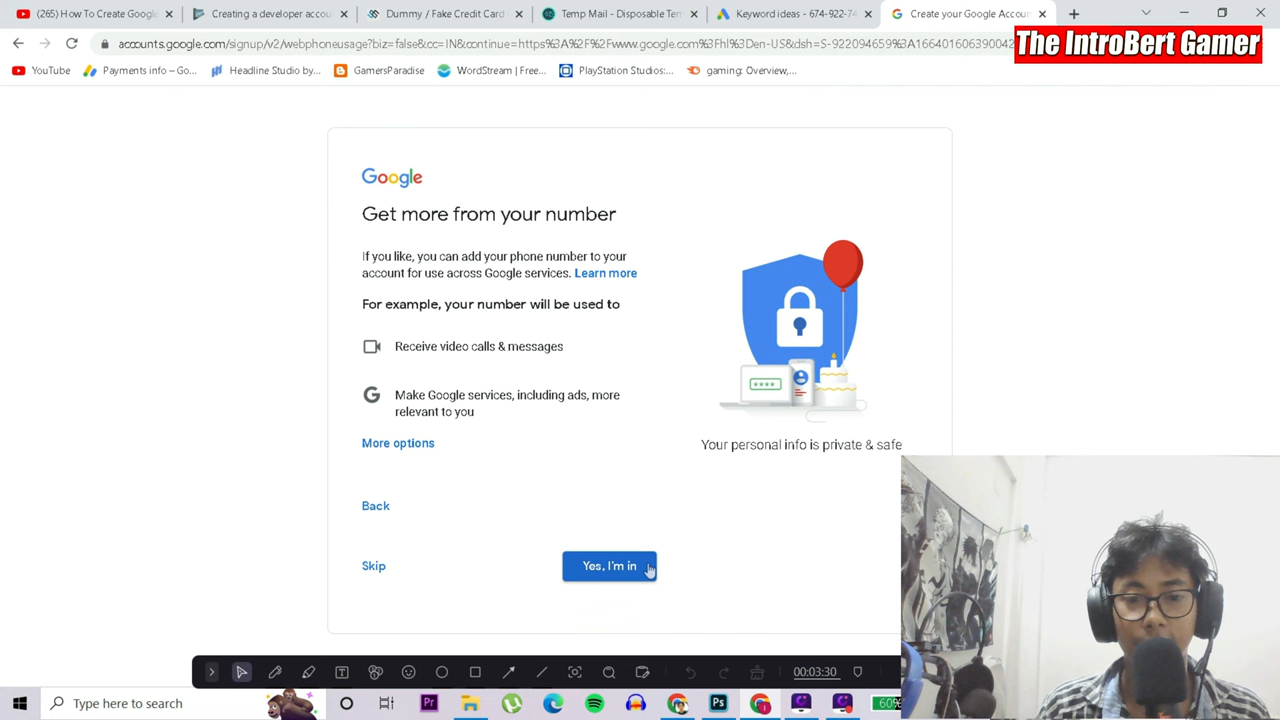 (265) How To Create Google
Creating a developer accou
Dummy / Fake Credit Card
Temp Mail - Disposable Tem
Keyword ideas - 674-922-74
Create your Google Accoun
The IntroBert Gamer
YouTube
Payments info – Go...
Headline Studio by...
GamersParadise
WordStream | Free...
PlayStation Studios:...
gaming: Overview,...
Google
Get more from your number
If you like, you can add your phone number to your
account for use across Google services. Learn more
For example, your number will be used to
Receive video calls & messages
Make Google services, including ads, more
relevant to you
More options
Your personal info is private & safe
Back
Skip
Yes, I'm in
00:03:30
Type here to search
Pr
Ps
60%